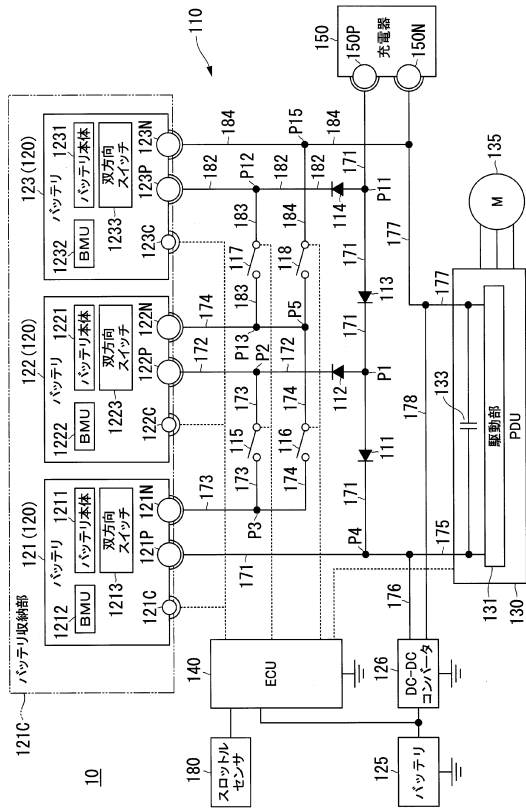 110
150
150P
充電器
150N
バッテリ収納部
121C
10
121 (120)
バッテリ
1211
1212
BMU
バッテリ本体
双方向
スイッチ
1213
121C
121P
121N
122 (120)
バッテリ
1221
1222
BMU
バッテリ本体
双方向
スイッチ
1223
122C
122P
122N
123 (120)
バッテリ
1231
1232
BMU
バッテリ本体
双方向
スイッチ
1233
123C
123P
123N
171
173
172
174
182
184
P12
P15
183
117
183
182
182
184
118
184
P13
P5
P2
173
115
173
172
174
116
174
P3
114
171
P11
171
113
171
112
P1
111
171
P4
177
177
178
135
M
133
駆動部
PDU
131
130
175
176
140
ECU
126
DC-DC
コンバータ
180
スロットル
センサ
125
バッテリ